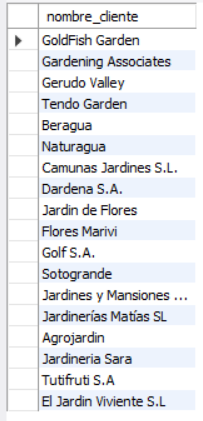 nombre_cliente
GoldFish Garden
Gardening Associates
Gerudo Valley
Tendo Garden
Beragua
Naturagua
Camunas Jardines S.L.
Dardena S.A.
Jardin de Flores
Flores Marivi
Golf S.A.
Sotogrande
Jardines y Mansiones ...
Jardinerías Matías SL
Agrojardin
Jardineria Sara
Tutifruti S.A
El Jardin Viviente S.L